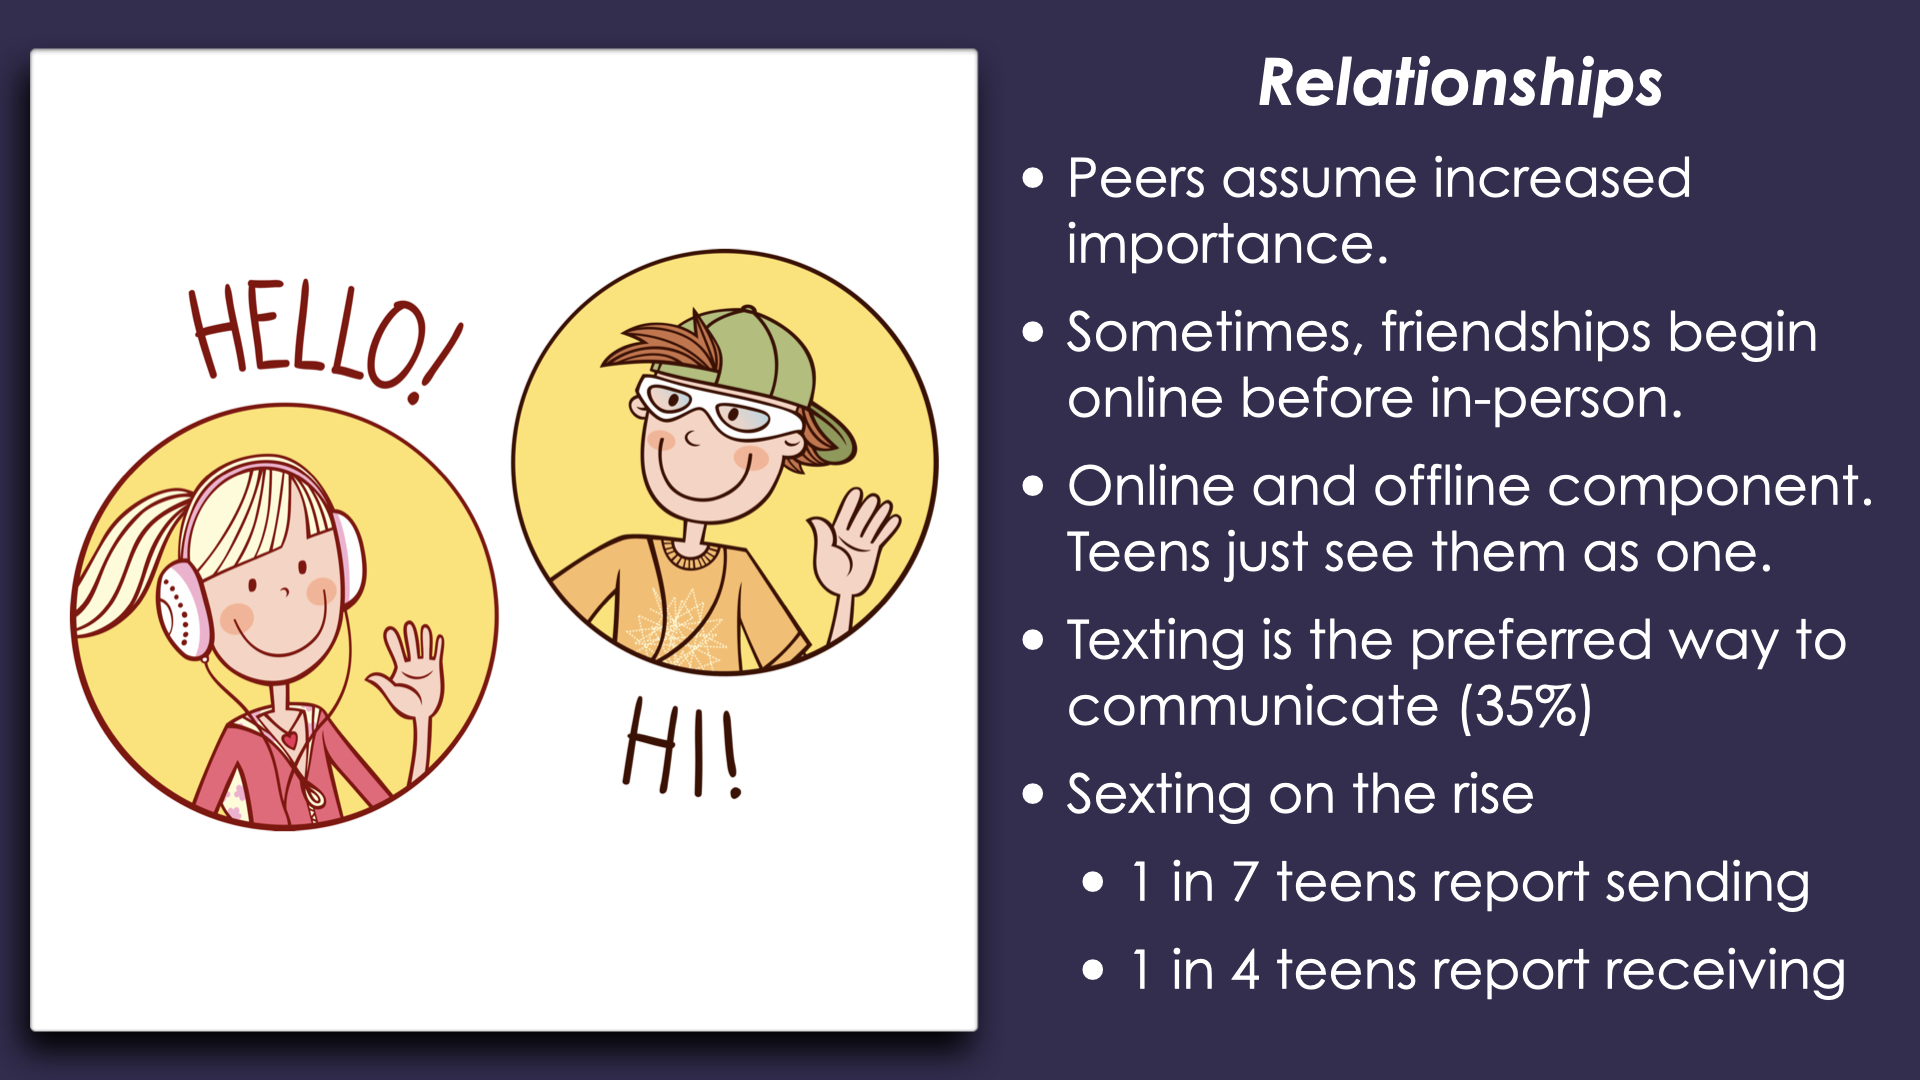 HELLO!
HI!
Relationships
• Peers assume increased
importance.
• Sometimes, friendships begin
online before in-person.
• Online and offline component.
Teens just see them as one.
• Texting is the preferred way to
communicate (35%)
• Sexting on the rise
• 1 in 7 teens report sending
• 1 in 4 teens report receiving